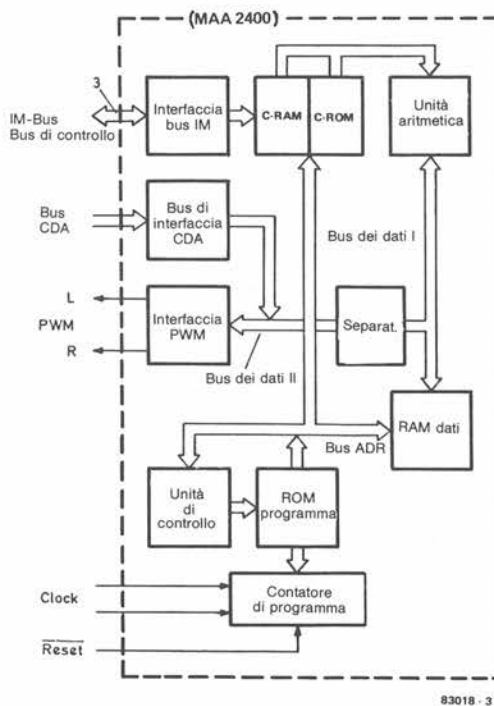 (MAA 2400)
3
IM-Bus
Bus di controllo
Interfaccia
bus IM
C-RAM
C-ROM
Unità
aritmetica
Bus
CDA
Bus di
interfaccia
CDA
Bus dei dati I
L
PWM
R
Interfaccia
PWM
Separat.
Bus dei dati II
RAM dati
Bus ADR
Unità
di
controllo
ROM
programma
Clock
Contatore
di programma
Reset
83018 - 3